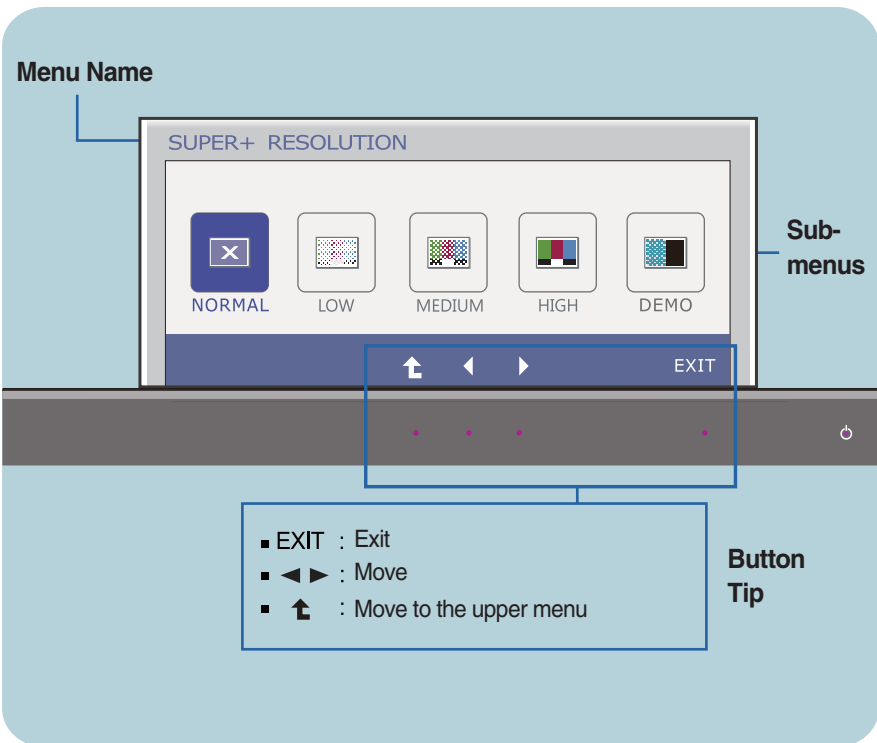 Menu Name
SUPER+ RESOLUTION
Sub-
menus
NORMAL LOW MEDIUM HIGH DEMO
EXIT
EXIT : Exit
◄ ► : Move
: Move to the upper menu
Button
Tip